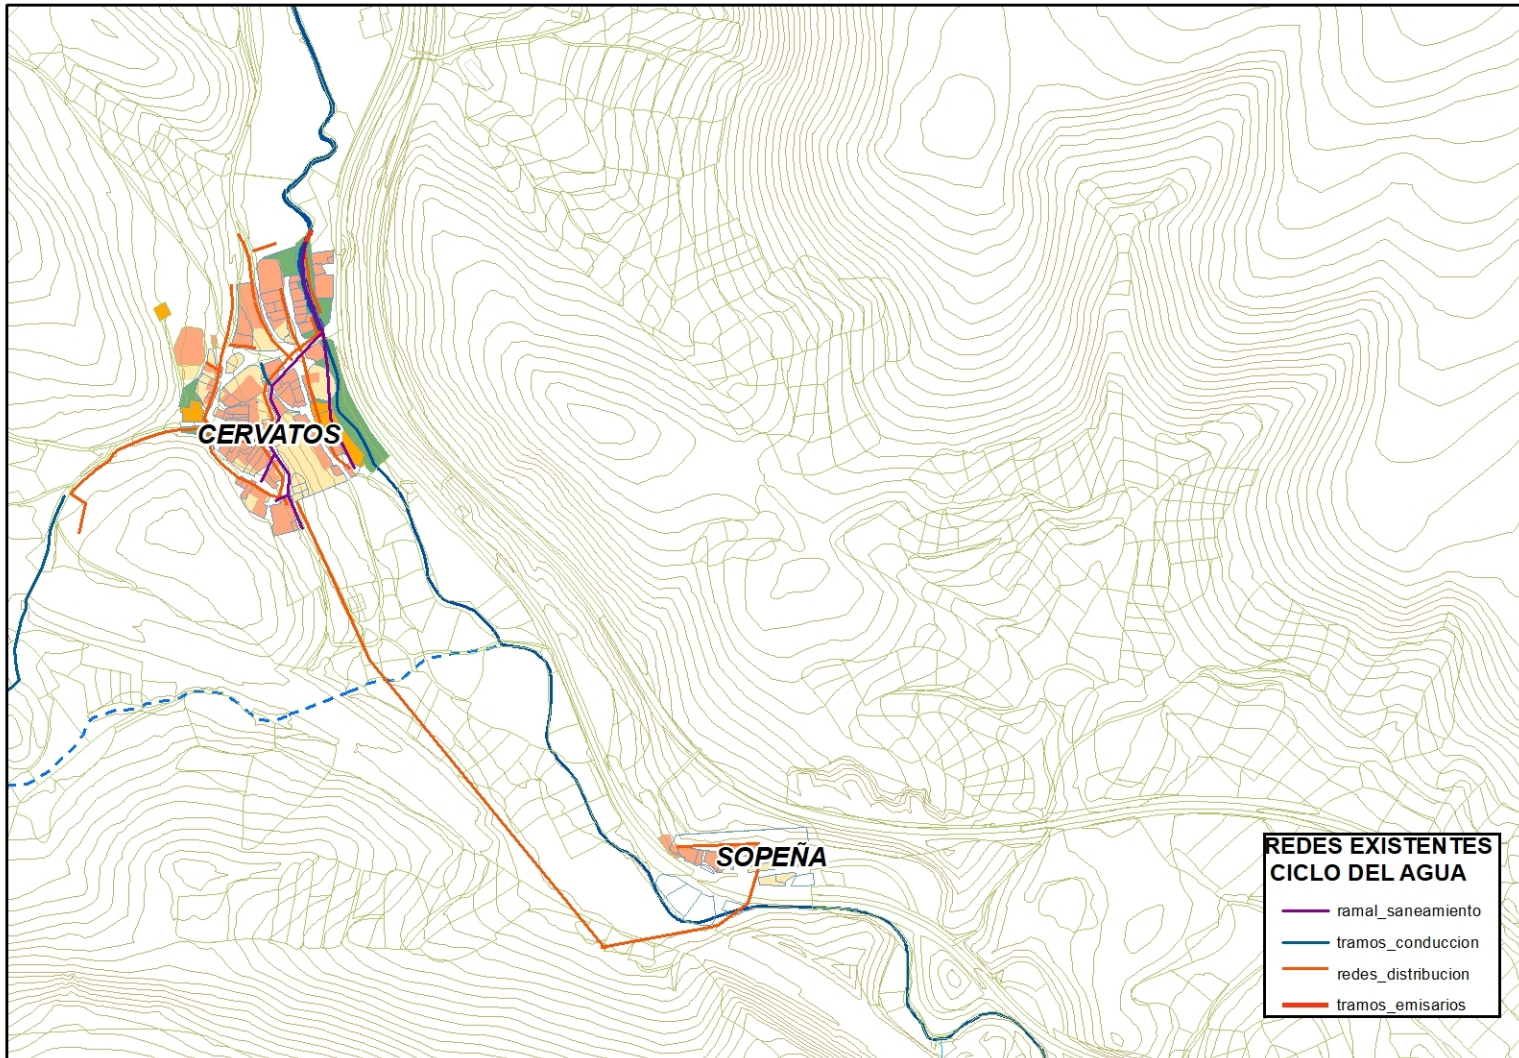 CERVATOS
SOPEÑA
REDES EXISTENTES
CICLO DEL AGUA
ramal_saneamiento
tramos_conduccion
redes_distribucion
tramos_emisarios